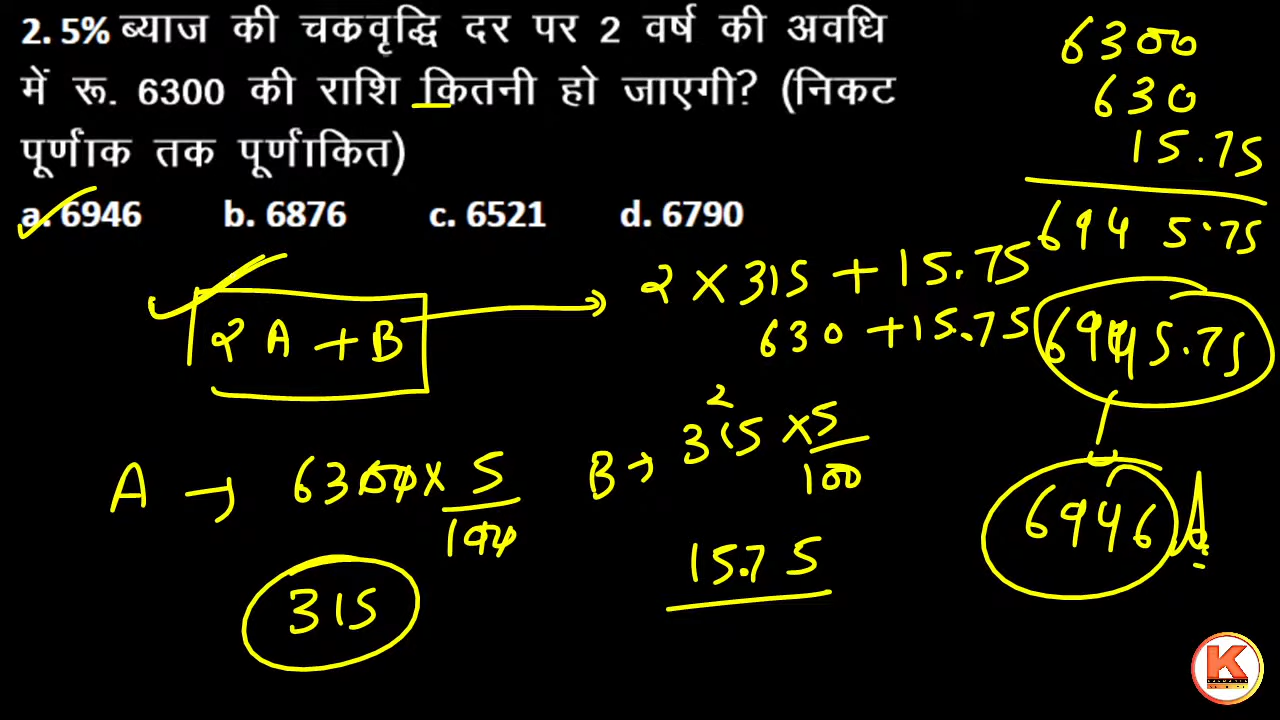 2. 5% ब्याज की चकवृद्धि दर पर 2 वर्ष की अवधि
में रू. 6300 की राशि कितनी हो जाएगी? (निकट
पूर्णांक तक पूर्णांकित)
a. 6946 b. 6876 c. 6521 d. 6790
6300
630
15.75
6945.75
2A + B
2 × 315 + 15.75
630 + 15.75
6945.75
A → 6300 × 5/100
315
B → 315 × 5/100
2
15.75
6946 A
K